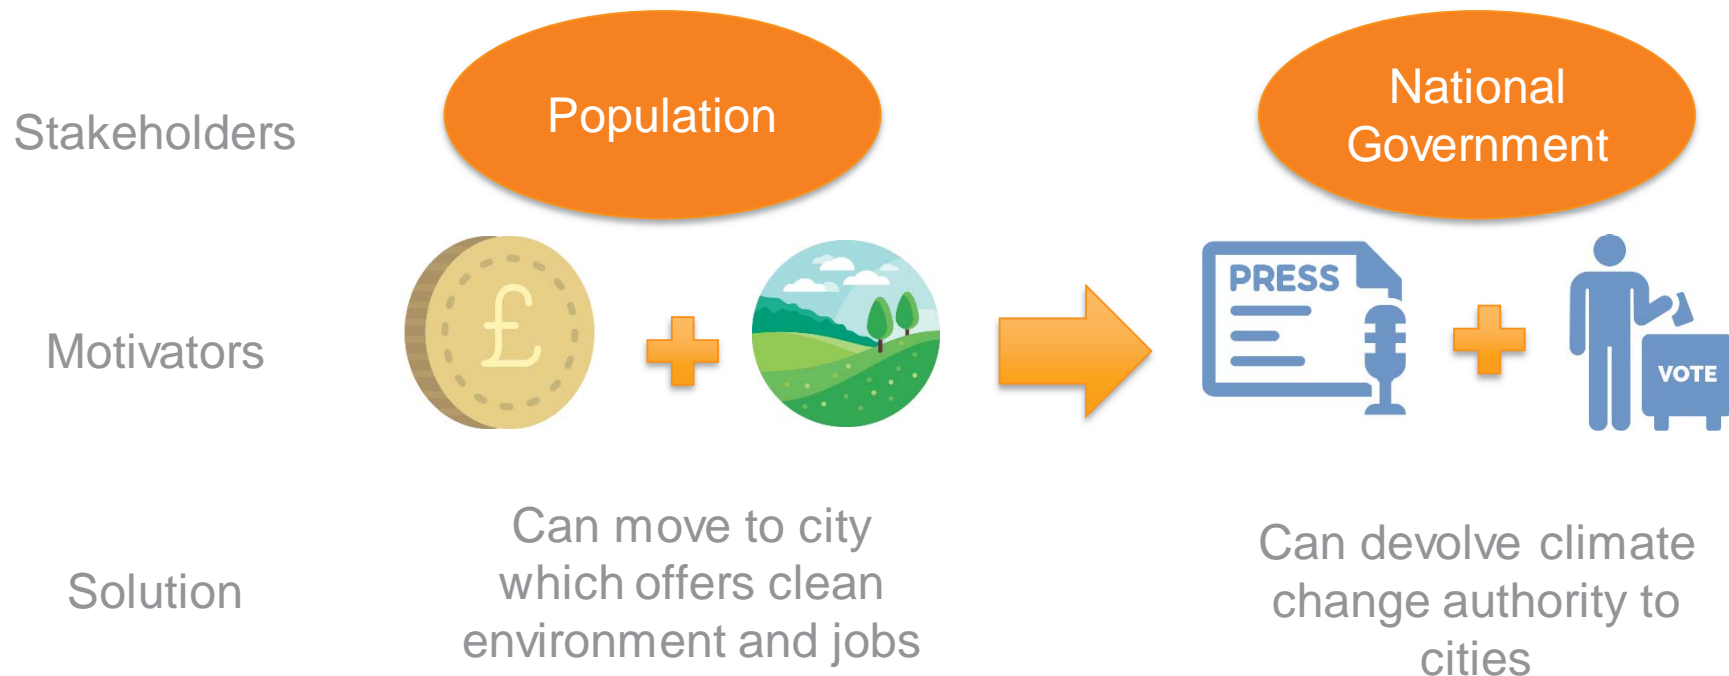 Stakeholders
Population
National
Government
Motivators
£
PRESS
VOTE
Solution
Can move to city
which offers clean
environment and jobs
Can devolve climate
change authority to
cities